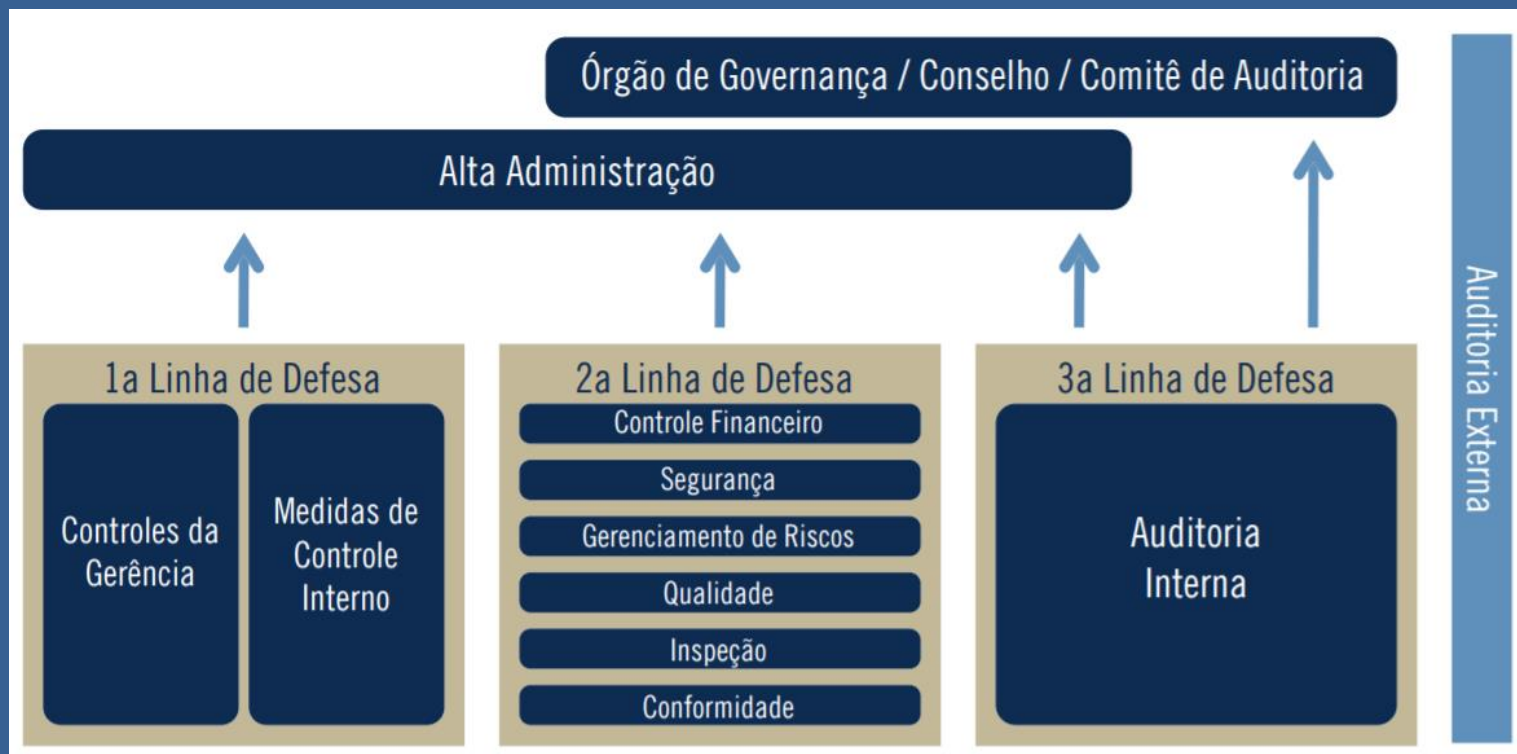 Órgão de Governança / Conselho / Comitê de Auditoria
Alta Administração
1a Linha de Defesa
Controles da
Gerência
Medidas de
Controle
Interno
2a Linha de Defesa
Controle Financeiro
Segurança
Gerenciamento de Riscos
Qualidade
Inspeção
Conformidade
3a Linha de Defesa
Auditoria
Interna
Auditoria Externa